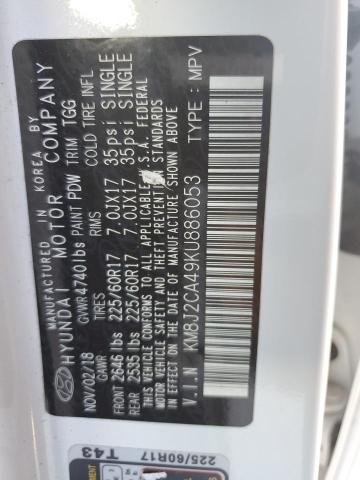 MANUFACTURED IN KOREA BY
HYUNDAI MOTOR COMPANY
NOV/02/18 GVWR 4740lbs PAINT PDW TRIM TGG
GAWR TIRES RIMS COLD TIRE INFL
FRONT 2646 lbs 225/60R17 7.0JX17 35psi SINGLE
REAR 2535 lbs 225/60R17 7.0JX17 35psi SINGLE
THIS VEHICLE CONFORMS TO ALL APPLICABLE U.S.A. FEDERAL
MOTOR VEHICLE SAFETY AND THEFT PREVENTION STANDARDS
IN EFFECT ON THE DATE OF MANUFACTURE SHOWN ABOVE
V.I.N : KM8J2CA49KU886053 TYPE : MPV
225/60R17
T43